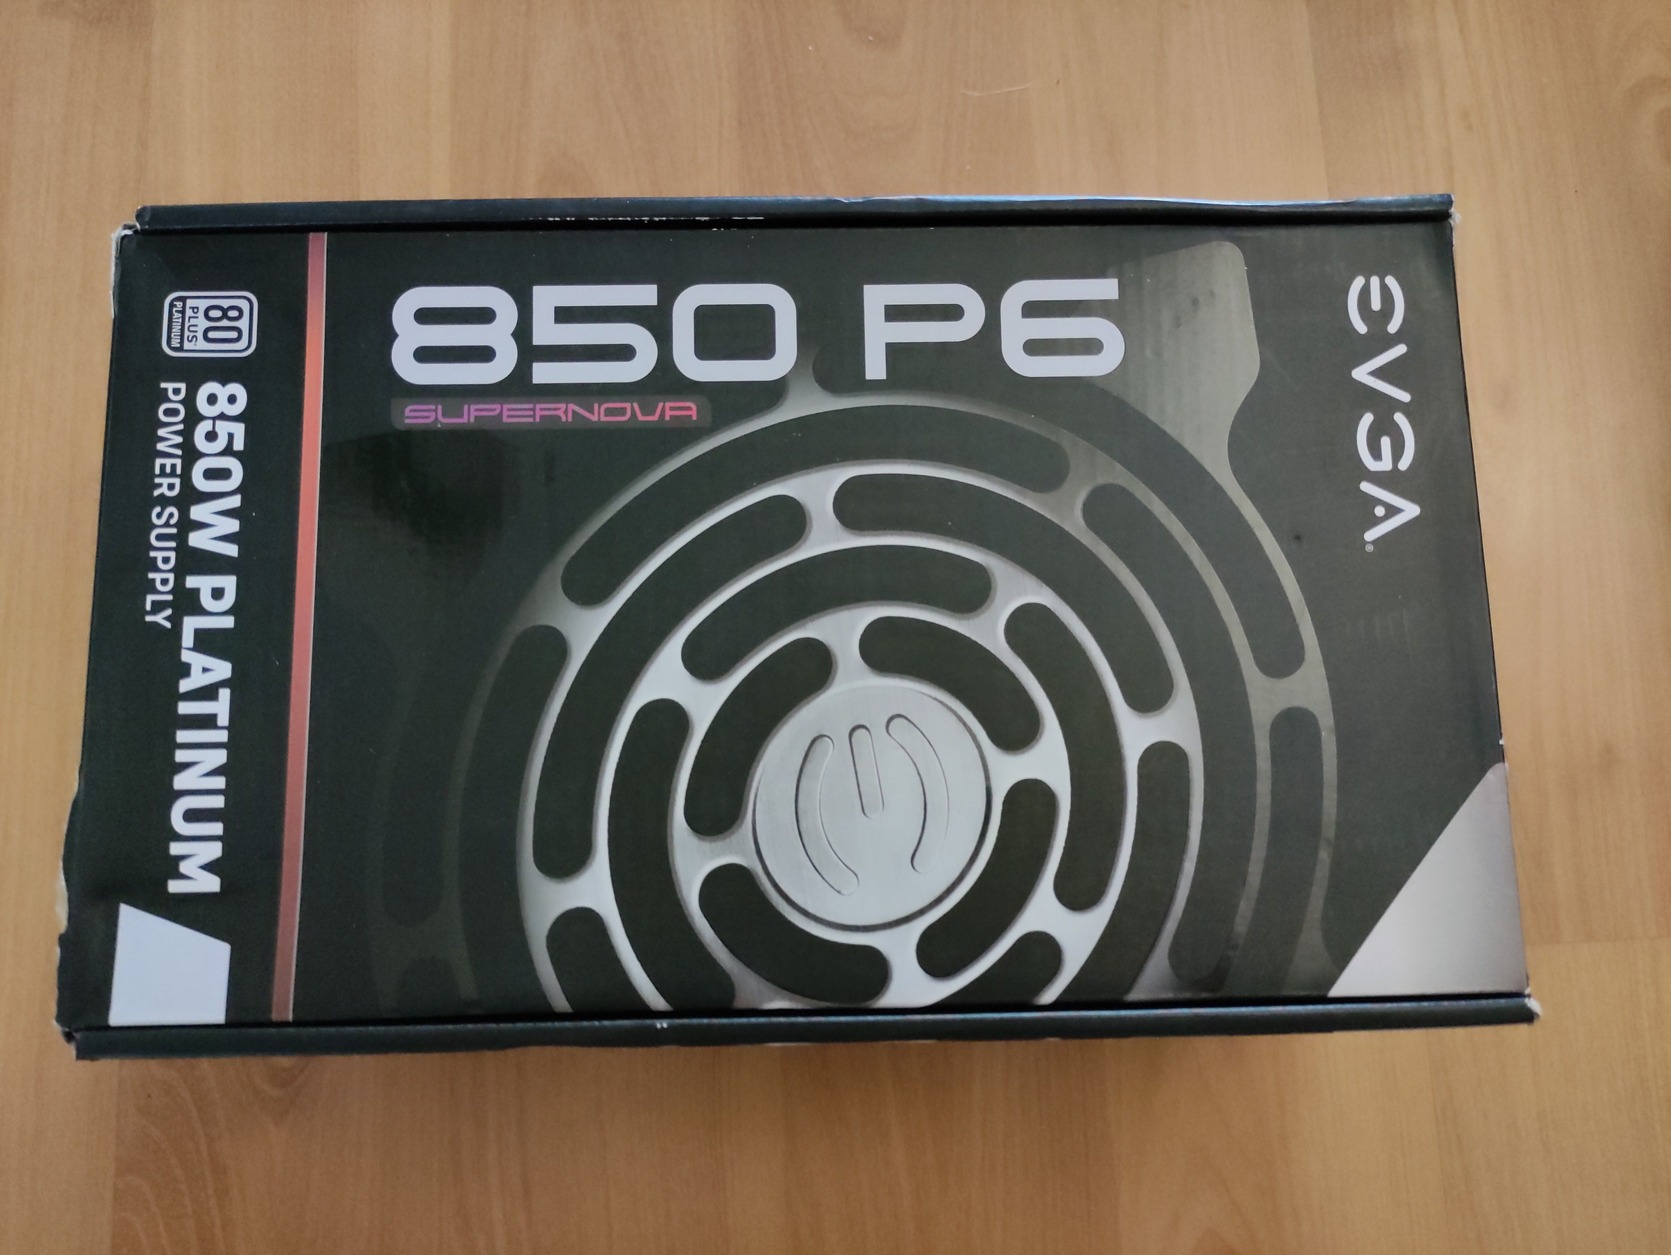 850 P6
SUPERNOVA
EVGA
80
PLUS
PLATINUM
850W PLATINUM
POWER SUPPLY